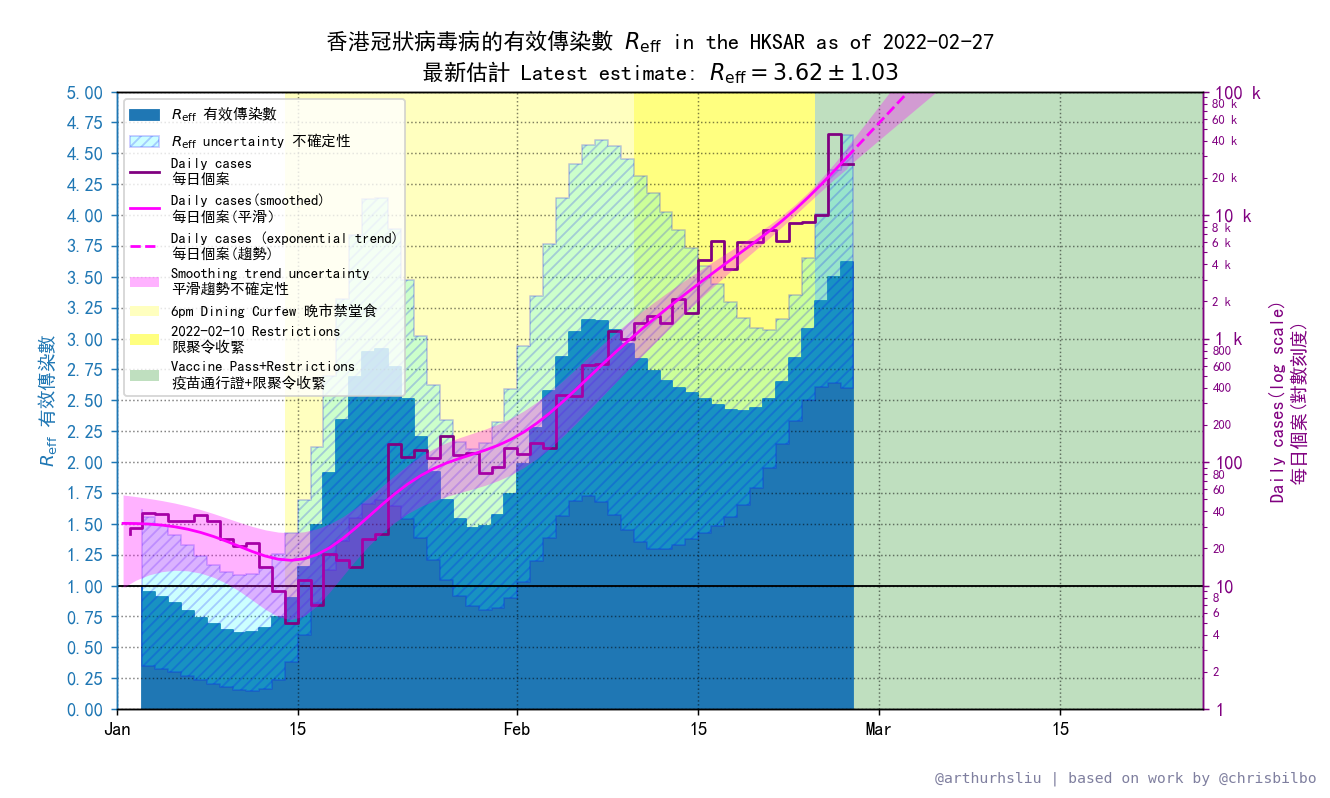 香港冠狀病毒病的有效傳染數 Reff in the HKSAR as of 2022-02-27
最新估計 Latest estimate: Reff = 3.62 ± 1.03
Reff 有效傳染數
Reff uncertainty 不確定性
Daily cases
每日個案
Daily cases(smoothed)
每日個案(平滑)
Daily cases (exponential trend)
每日個案(趨勢)
Smoothing trend uncertainty
平滑趨勢不確定性
6pm Dining Curfew 晚市禁堂食
2022-02-10 Restrictions
限聚令收緊
Vaccine Pass+Restrictions
疫苗通行證+限聚令收緊
Reff 有效傳染數
5.00
4.75
4.50
4.25
4.00
3.75
3.50
3.25
3.00
2.75
2.50
2.25
2.00
1.75
1.50
1.25
1.00
0.75
0.50
0.25
0.00
Jan
15
Feb
15
Mar
15
100 k
80 k
60 k
40 k
20 k
10 k
8 k
6 k
4 k
2 k
1 k
800
600
400
200
100
80
60
40
20
10
8
6
4
2
1
Daily cases(log scale)
每日個案(對數刻度)
@arthurhsliu | based on work by @chrisbilbo